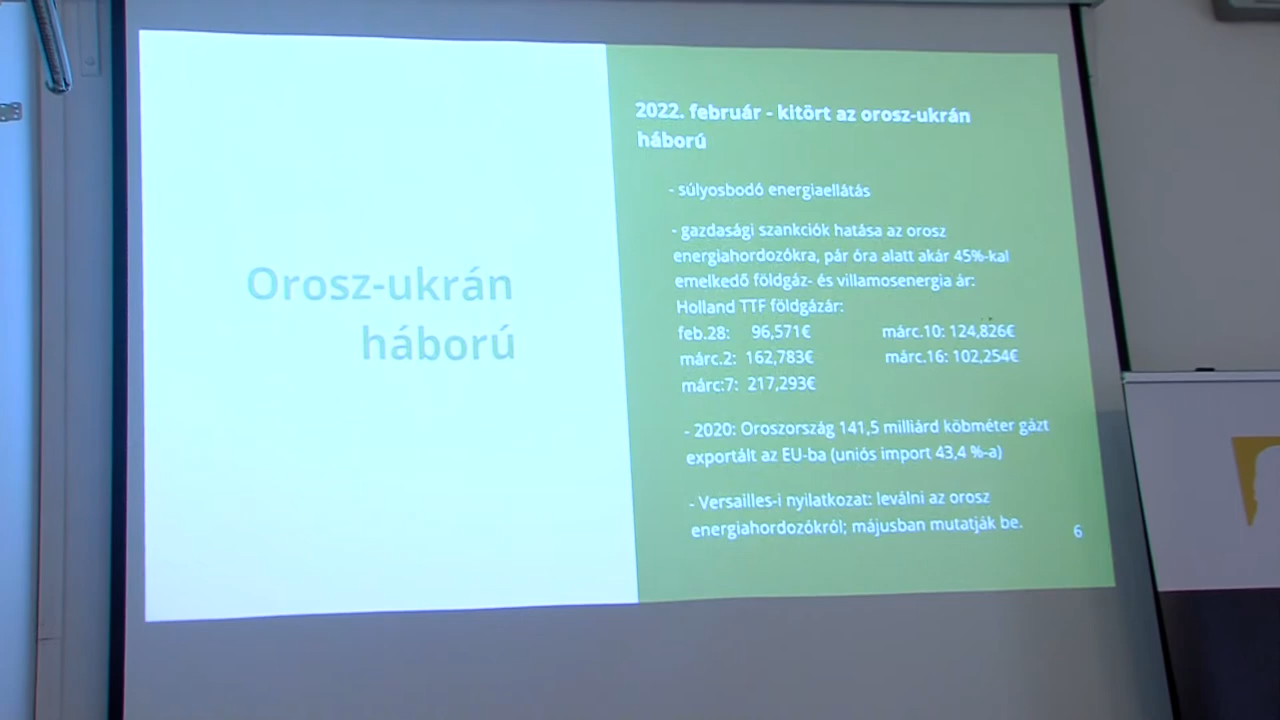 Orosz-ukrán
háború
2022. február - kitört az orosz-ukrán
háború
- súlyosbodó energiaellátás
- gazdasági szankciók hatása az orosz
energiahordozókra, pár óra alatt akár 45%-kal
emelkedő földgáz- és villamosenergia ár:
Holland TTF földgázár:
feb.28: 96,571€ márc.10: 124,826€
márc.2: 162,783€ márc.16: 102,254€
márc:7: 217,293€
- 2020: Oroszország 141,5 milliárd köbméter gázt
exportált az EU-ba (uniós import 43,4 %-a)
- Versailles-i nyilatkozat: leválni az orosz
energiahordozókról; májusban mutatják be.
6